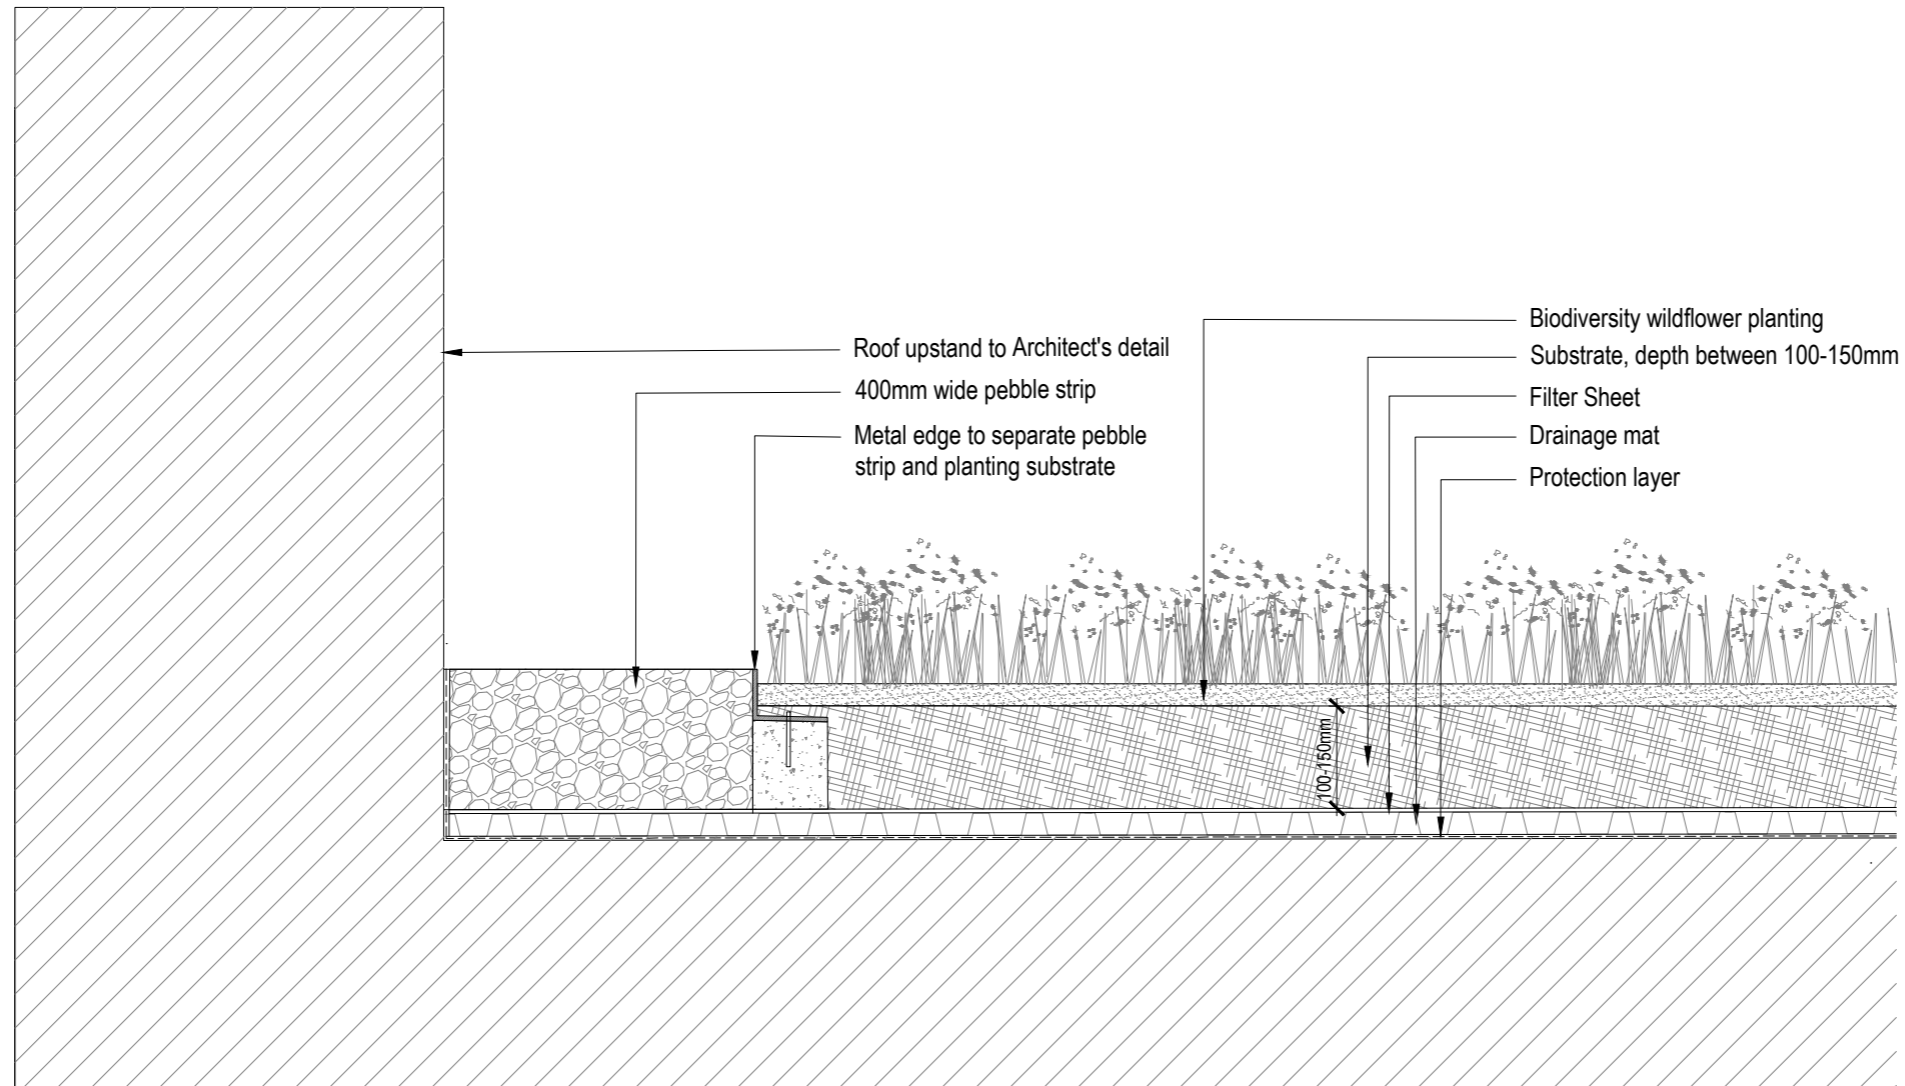 Roof upstand to Architect's detail
400mm wide pebble strip
Metal edge to separate pebble
strip and planting substrate
Biodiversity wildflower planting
Substrate, depth between 100-150mm
Filter Sheet
Drainage mat
Protection layer
100-150mm